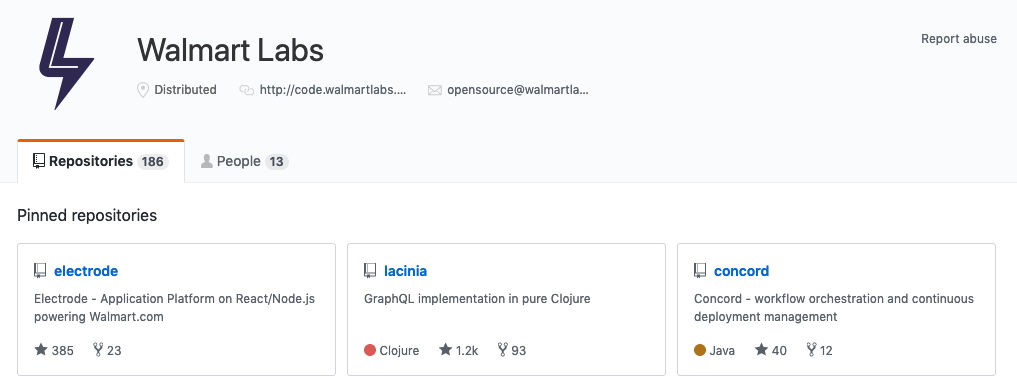 Walmart Labs
Report abuse
Distributed http://code.walmartlabs.... opensource@walmartla...
Repositories 186 People 13
Pinned repositories
electrode
Electrode - Application Platform on React/Node.js
powering Walmart.com
385 23
lacinia
GraphQL implementation in pure Clojure
Clojure 1.2k 93
concord
Concord - workflow orchestration and continuous
deployment management
Java 40 12